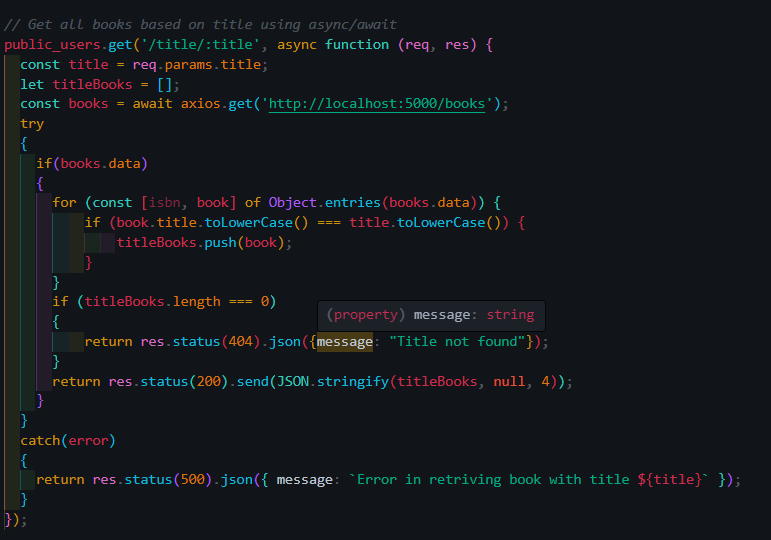 // Get all books based on title using async/await
public_users.get('/title/:title', async function (req, res) {
const title = req.params.title;
let titleBooks = [];
const books = await axios.get('http://localhost:5000/books');
try
{
if(books.data)
{
for (const [isbn, book] of Object.entries(books.data)) {
if (book.title.toLowerCase() === title.toLowerCase()) {
titleBooks.push(book);
}
}
if (titleBooks.length === 0)
(property) message: string
{
return res.status(404).json({message: "Title not found"});
}
return res.status(200).send(JSON.stringify(titleBooks, null, 4));
}
}
catch(error)
{
return res.status(500).json({ message: `Error in retriving book with title ${title}` });
}
});